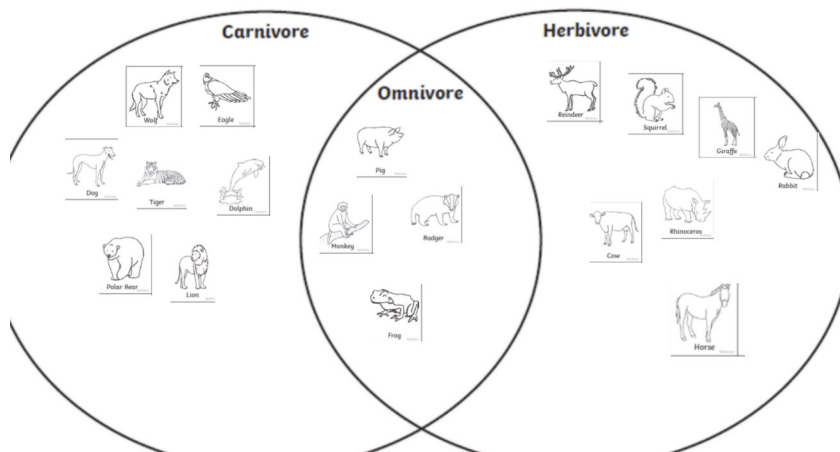 Carnivore
Herbivore
Omnivore
Wolf
Eagle
Dog
Tiger
Dolphin
Polar Bear
Lion
Pig
Monkey
Badger
Frog
Reindeer
Squirrel
Giraffe
Rabbit
Cow
Rhinoceros
Horse